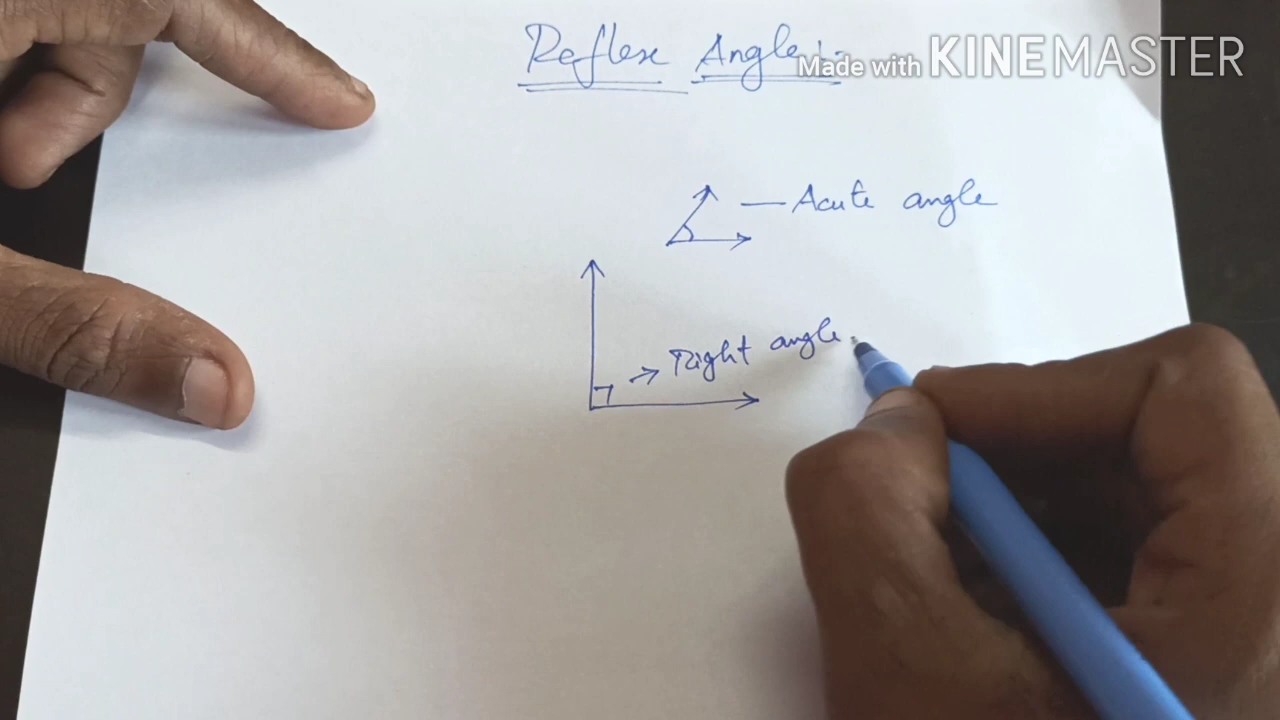 Reflex Angle :-
Made with KINEMASTER
— Acute angle
→ Right angle